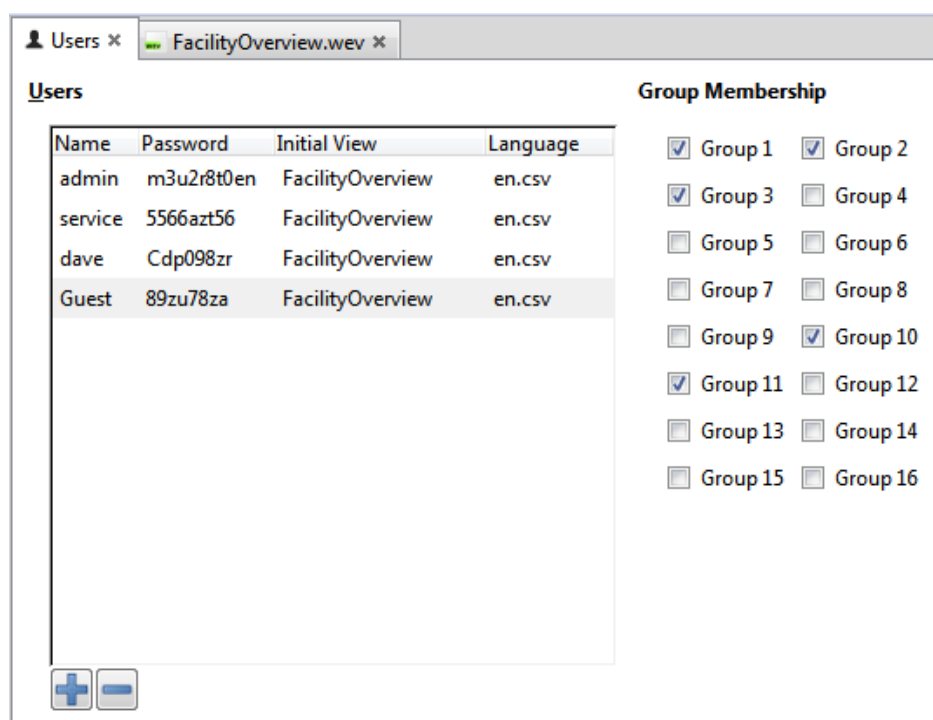 Users FacilityOverview.wev
Users
Name Password Initial View Language
admin m3u2r8t0en FacilityOverview en.csv
service 5566azt56 FacilityOverview en.csv
dave Cdp098zr FacilityOverview en.csv
Guest 89zu78za FacilityOverview en.csv
Group Membership
Group 1 Group 2
Group 3 Group 4
Group 5 Group 6
Group 7 Group 8
Group 9 Group 10
Group 11 Group 12
Group 13 Group 14
Group 15 Group 16